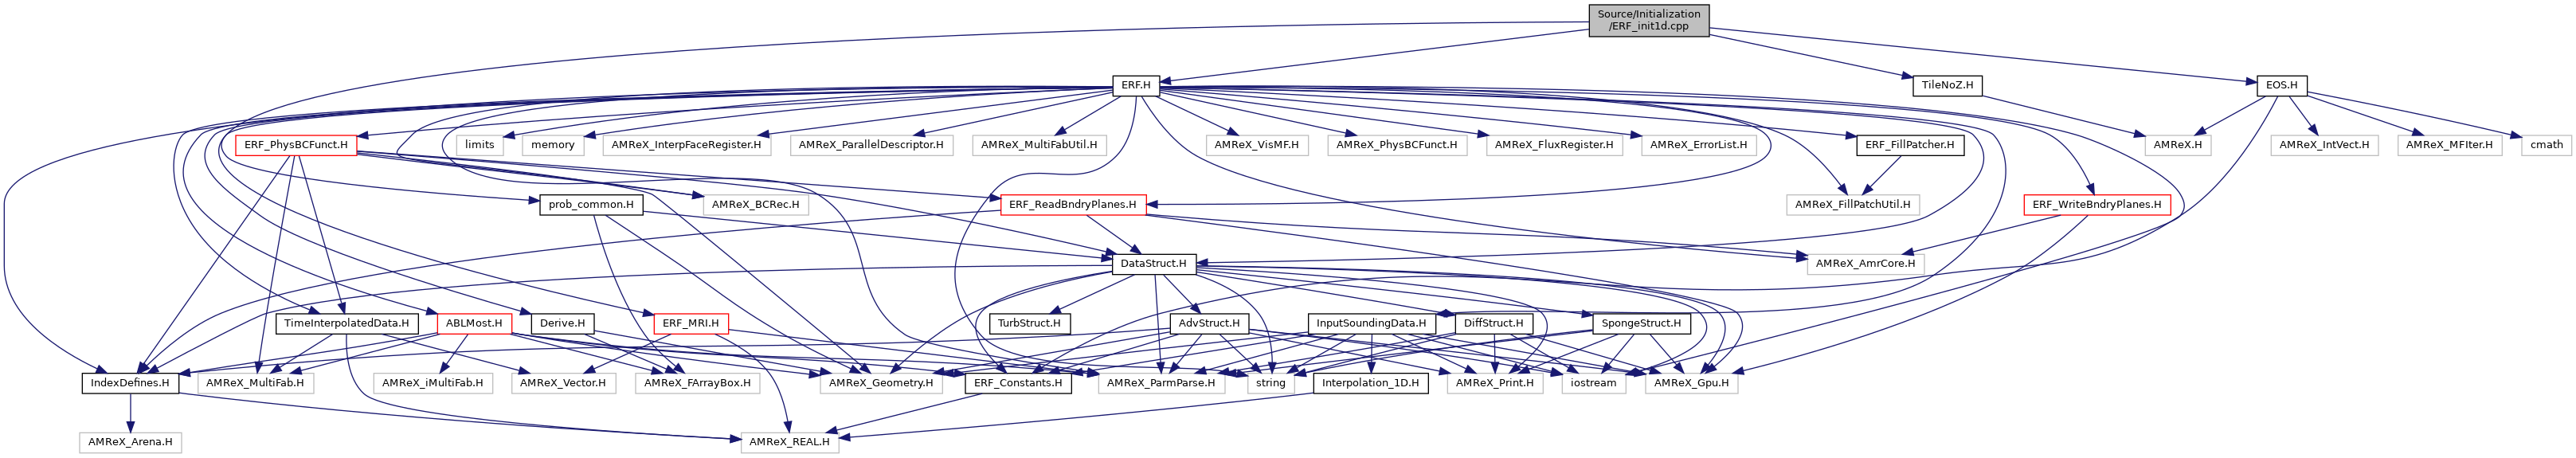 Source/Initialization
/ERF_init1d.cpp
ERF.H
TileNoZ.H
EOS.H
ERF_PhysBCFunct.H
limits
memory
AMReX_InterpFaceRegister.H
AMReX_ParallelDescriptor.H
AMReX_MultiFabUtil.H
AMReX_VisMF.H
AMReX_PhysBCFunct.H
AMReX_FluxRegister.H
AMReX_ErrorList.H
ERF_FillPatcher.H
AMReX.H
AMReX_IntVect.H
AMReX_MFIter.H
cmath
prob_common.H
AMReX_BCRec.H
ERF_ReadBndryPlanes.H
AMReX_FillPatchUtil.H
ERF_WriteBndryPlanes.H
DataStruct.H
AMReX_AmrCore.H
TimeInterpolatedData.H
ABLMost.H
Derive.H
ERF_MRI.H
TurbStruct.H
AdvStruct.H
InputSoundingData.H
DiffStruct.H
SpongeStruct.H
IndexDefines.H
AMReX_MultiFab.H
AMReX_iMultiFab.H
AMReX_Vector.H
AMReX_FArrayBox.H
AMReX_Geometry.H
ERF_Constants.H
AMReX_ParmParse.H
string
Interpolation_1D.H
AMReX_Print.H
iostream
AMReX_Gpu.H
AMReX_Arena.H
AMReX_REAL.H